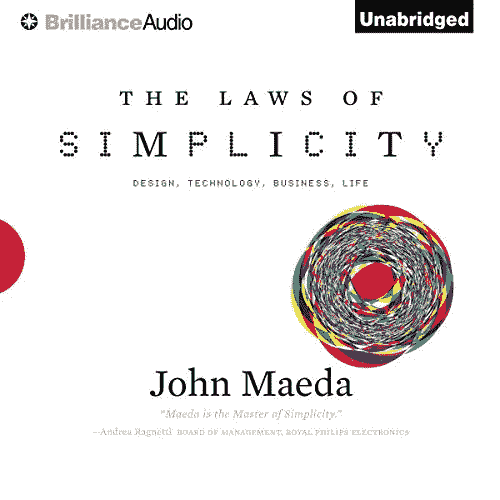 BrillianceAudio
Unabridged
THE LAWS OF
SIMPLICITY
DESIGN, TECHNOLOGY, BUSINESS, LIFE
John Maeda
"Maeda is the Master of Simplicity."
—Andrea Ragnetti BOARD OF MANAGEMENT, ROYAL PHILIPS ELECTRONICS